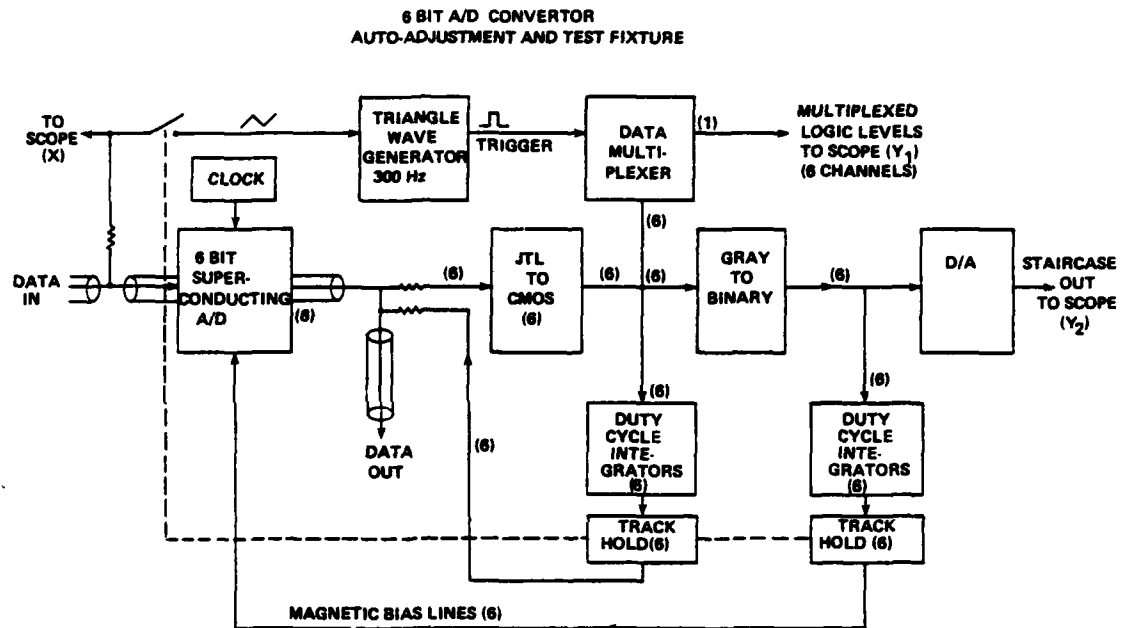 6 BIT A/D CONVERTOR
AUTO-ADJUSTMENT AND TEST FIXTURE
TO
SCOPE
(X)
TRIANGLE
WAVE
GENERATOR
300 Hz
TRIGGER
DATA
MULTI-
PLEXER
(1)
MULTIPLEXED
LOGIC LEVELS
TO SCOPE (Y1)
(6 CHANNELS)
CLOCK
(6)
DATA
IN
6 BIT
SUPER-
CONDUCTING
A/D
(6)
(6)
JTL
TO
CMOS
(6)
(6)
(6)
GRAY
TO
BINARY
(6)
D/A
STAIRCASE
OUT
TO SCOPE
(Y2)
(6)
(6)
DATA
OUT
(6)
DUTY
CYCLE
INTE-
GRATORS
(6)
DUTY
CYCLE
INTE-
GRATORS
(6)
TRACK
HOLD(6)
TRACK
HOLD (6)
MAGNETIC BIAS LINES (6)